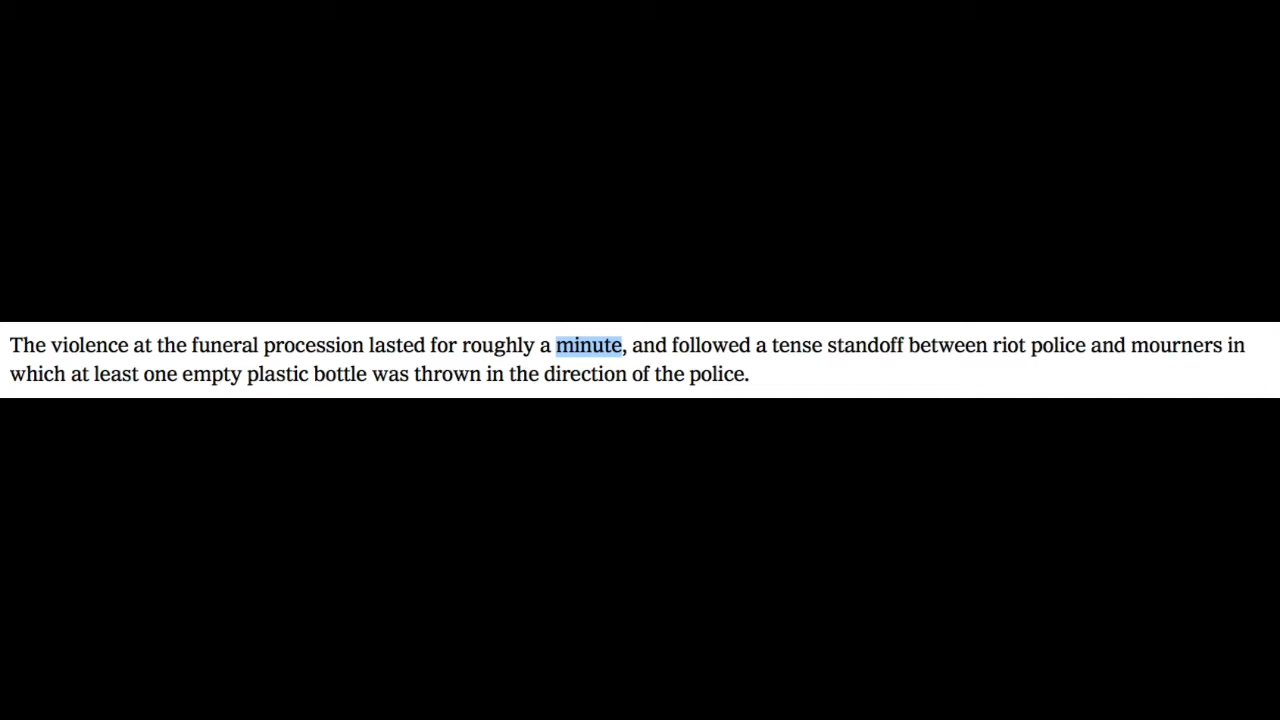 The violence at the funeral procession lasted for roughly a minute, and followed a tense standoff between riot police and mourners in
which at least one empty plastic bottle was thrown in the direction of the police.